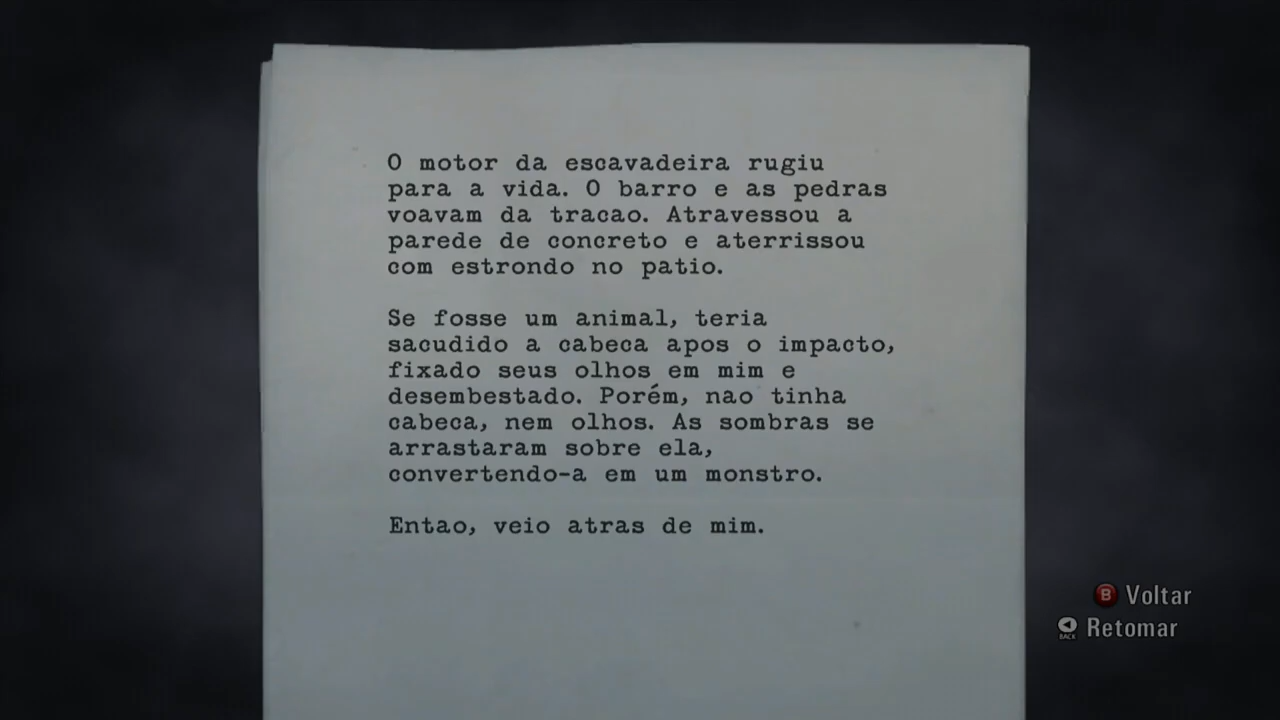 O motor da escavadeira rugiu
para a vida. O barro e as pedras
voavam da tracao. Atravessou a
parede de concreto e aterrissou
com estrondo no patio.
Se fosse um animal, teria
sacudido a cabeca apos o impacto,
fixado seus olhos em mim e
desembestado. Porém, nao tinha
cabeca, nem olhos. As sombras se
arrastaram sobre ela,
convertendo-a em um monstro.
Entao, veio atras de mim.
B Voltar
BACK Retomar